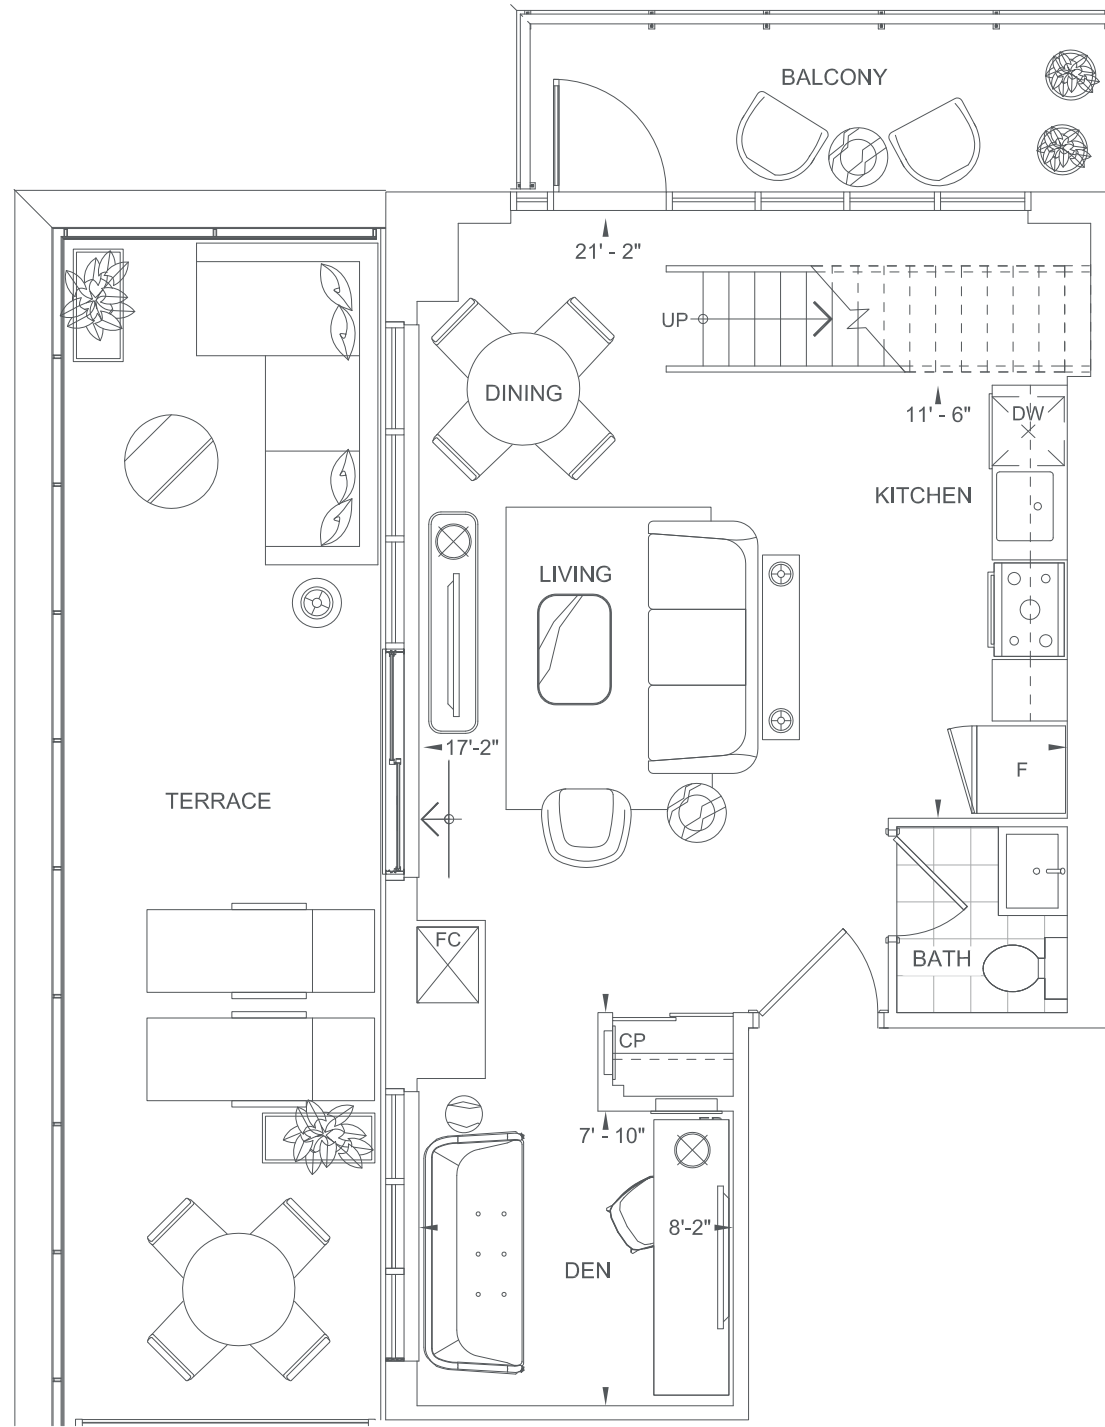 BALCONY
21' - 2"
UP
DINING
11' - 6"
DW
KITCHEN
LIVING
17'-2"
F
TERRACE
FC
BATH
CP
7' - 10"
8'-2"
DEN